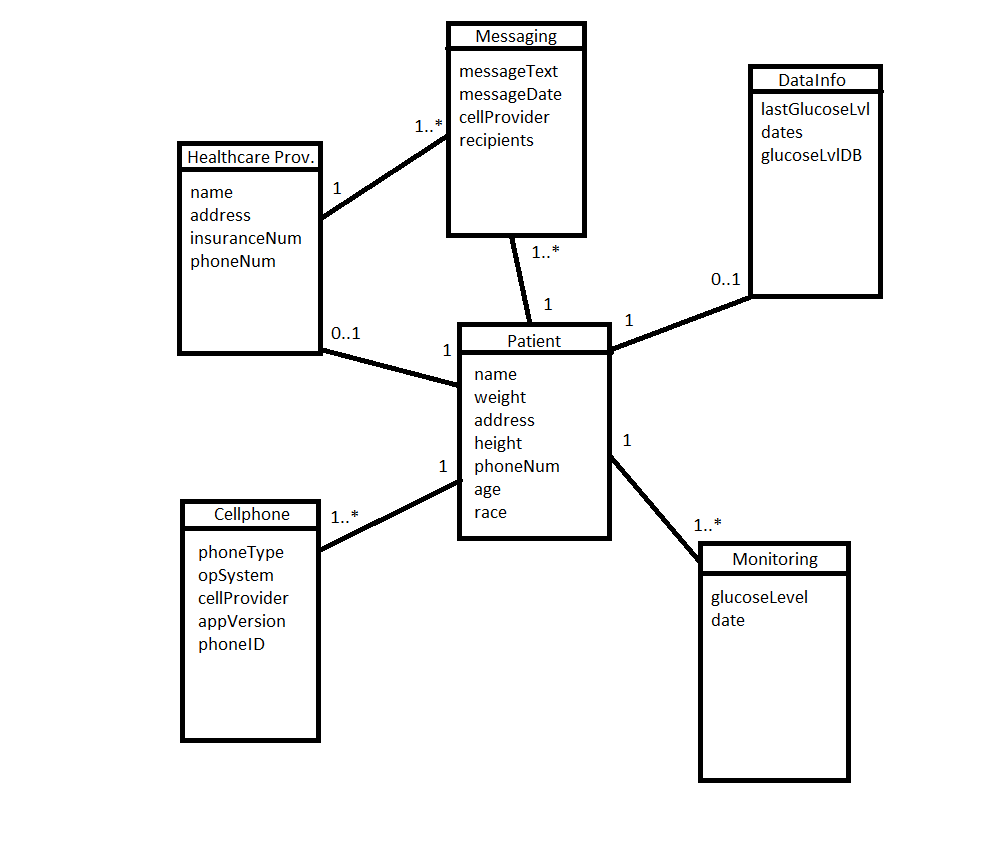 Messaging
messageText
messageDate
cellProvider
recipients
DataInfo
lastGlucoseLvl
dates
glucoseLvlDB
Healthcare Prov.
name
address
insuranceNum
phoneNum
1..*
1
1..*
1
0..1
1
0..1
1
Patient
name
weight
address
height
phoneNum
age
race
1
1..*
1
1..*
Cellphone
phoneType
opSystem
cellProvider
appVersion
phoneID
Monitoring
glucoseLevel
date